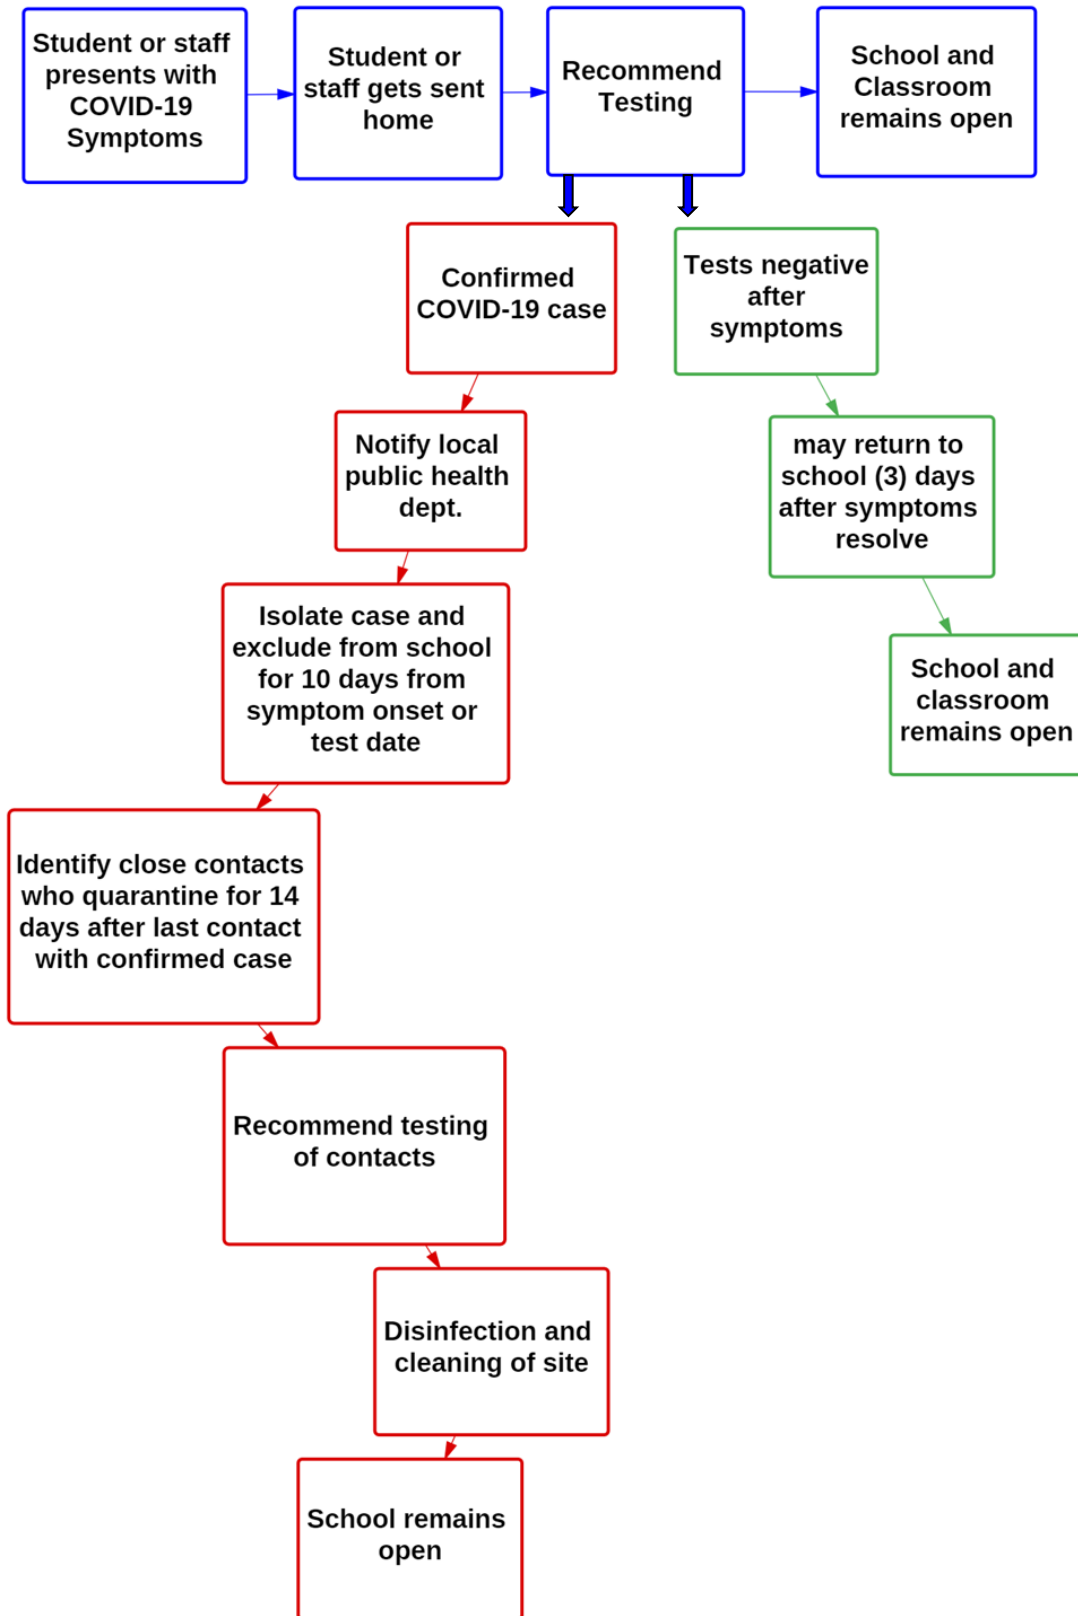 Student or staff
presents with
COVID-19
Symptoms
Student or
staff gets sent
home
Recommend
Testing
School and
Classroom
remains open
Confirmed
COVID-19 case
Tests negative
after
symptoms
Notify local
public health
dept.
may return to
school (3) days
after symptoms
resolve
Isolate case and
exclude from school
for 10 days from
symptom onset or
test date
School and
classroom
remains open
Identify close contacts
who quarantine for 14
days after last contact
with confirmed case
Recommend testing
of contacts
Disinfection and
cleaning of site
School remains
open